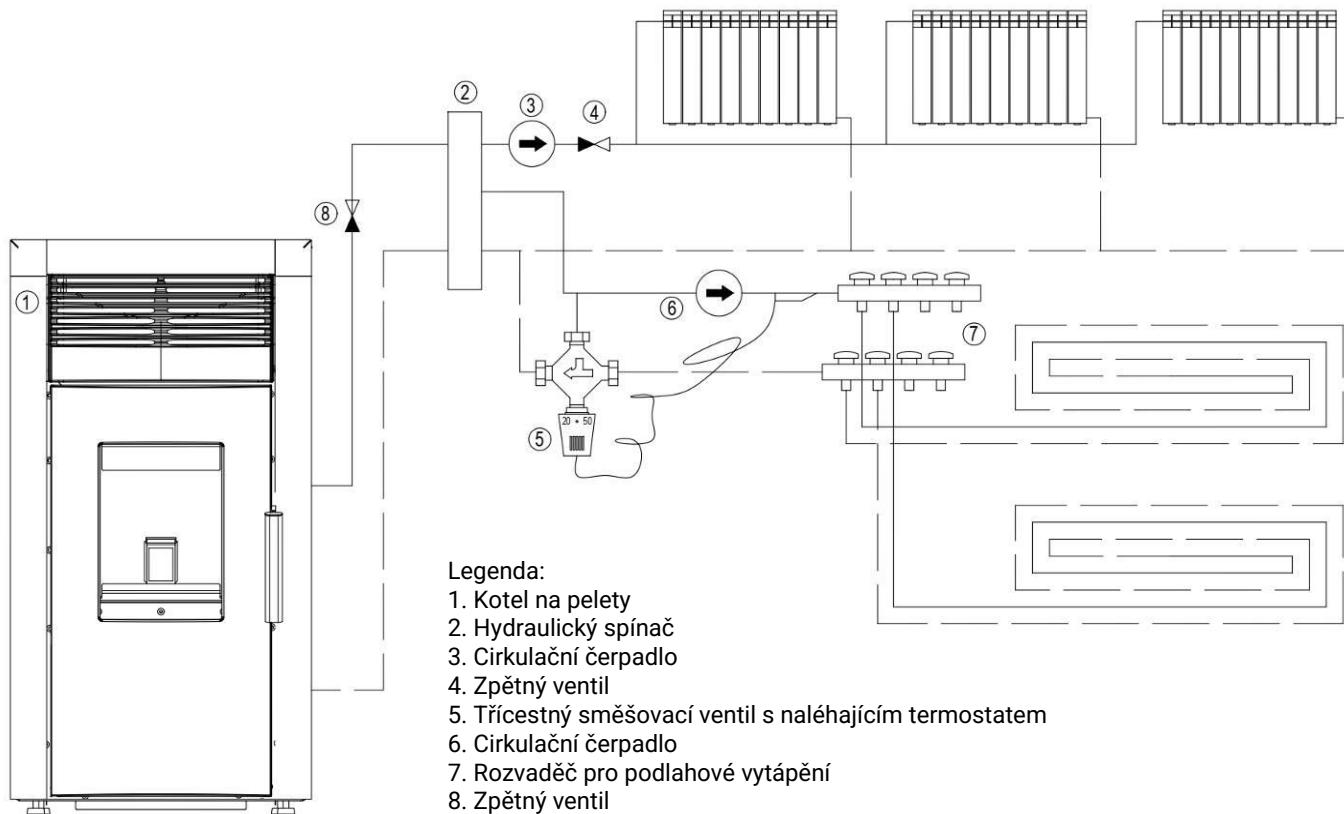 ②
③
④
⑧
①
⑥
⑦
20 • 50
⑤
Legenda:
1. Kotel na pelety
2. Hydraulický spínač
3. Cirkulační čerpadlo
4. Zpětný ventil
5. Třícestný směšovací ventil s naléhajícím termostatem
6. Cirkulační čerpadlo
7. Rozvaděč pro podlahové vytápění
8. Zpětný ventil